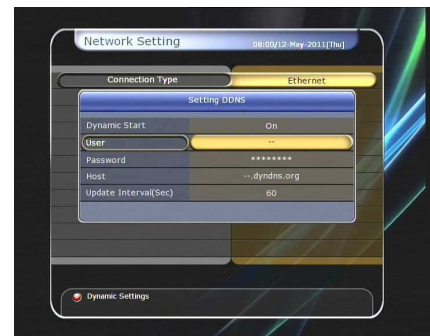 Network Setting 08:00/12-May-2011[Thu]
Connection Type Ethernet
Setting DDNS
Dynamic Start On
User --
Password ********
Host --.dyndns.org
Update Interval(Sec) 60
Dynamic Settings